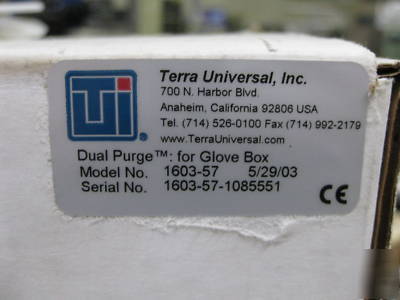 Terra Universal, Inc.
700 N. Harbor Blvd.
Anaheim, California 92806 USA
Tel. (714) 526-0100 Fax (714) 992-2179
www.TerraUniversal.com
Dual Purge™: for Glove Box
Model No. 1603-57 5/29/03
Serial No. 1603-57-1085551
CE